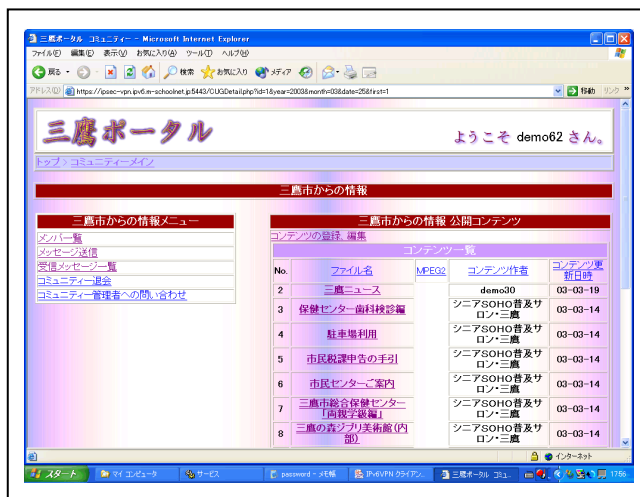 三鷹ポータル コミュニティー - Microsoft Internet Explorer
ファイル(F) 編集(E) 表示(V) お気に入り(A) ツール(T) ヘルプ(H)
戻る 検索 お気に入り メディア
アドレス(D) https://ipsec-vpn.ipv6.m-schoolnet.jp:5443/CUGDetail.php?id=1&year=2003&month=03&date=25&first=1 移動 リンク »
三鷹ポータル
ようこそ demo62 さん。
トップ > コミュニティーメイン
三鷹市からの情報
三鷹市からの情報メニュー
メンバー覧
メッセージ送信
受信メッセージ一覧
コミュニティー退会
コミュニティー管理者への問い合わせ
三鷹市からの情報 公開コンテンツ
コンテンツの登録、編集
コンテンツ一覧
No. ファイル名 MPEG2 コンテンツ作者 コンテンツ更新日時
2 三鷹ニュース demo30 03-03-19
3 保健センター歯科検診編 シニアSOHO普及サロン・三鷹 03-03-14
4 駐車場利用 シニアSOHO普及サロン・三鷹 03-03-14
5 市民税課申告の手引 シニアSOHO普及サロン・三鷹 03-03-14
6 市民センターご案内 シニアSOHO普及サロン・三鷹 03-03-14
7 三鷹市総合保健センター「両親学級編」 シニアSOHO普及サロン・三鷹 03-03-14
8 三鷹の森ジブリ美術館(内部) シニアSOHO普及サロン・三鷹 03-03-14
インターネット
スタート マイ コンピュータ サービス password - メモ帳 IPv6VPN クライアン... 三鷹ポータル コミュ... 1756